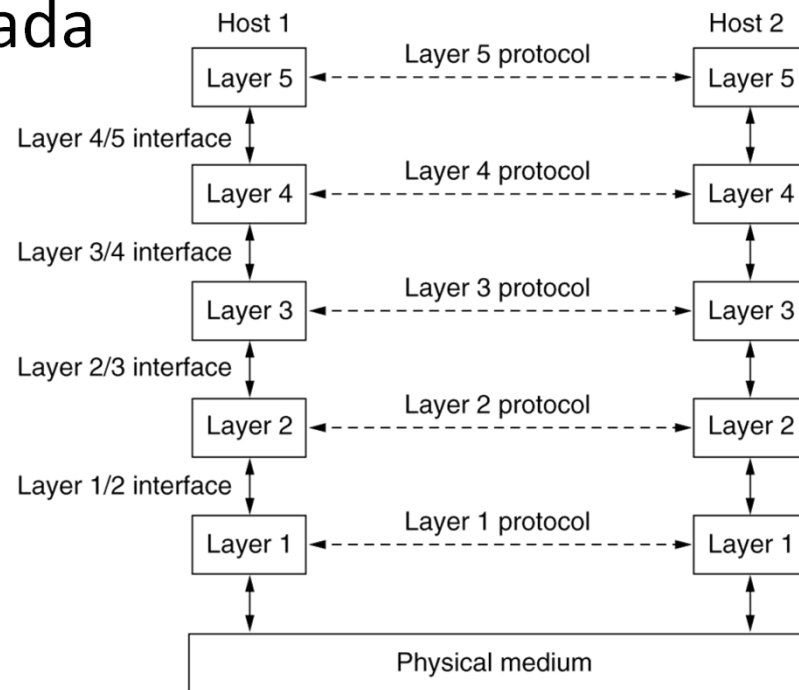 ada
Host 1 Host 2
Layer 5 protocol
Layer 5 Layer 5
Layer 4/5 interface
Layer 4 protocol
Layer 4 Layer 4
Layer 3/4 interface
Layer 3 protocol
Layer 3 Layer 3
Layer 2/3 interface
Layer 2 protocol
Layer 2 Layer 2
Layer 1/2 interface
Layer 1 protocol
Layer 1 Layer 1
Physical medium